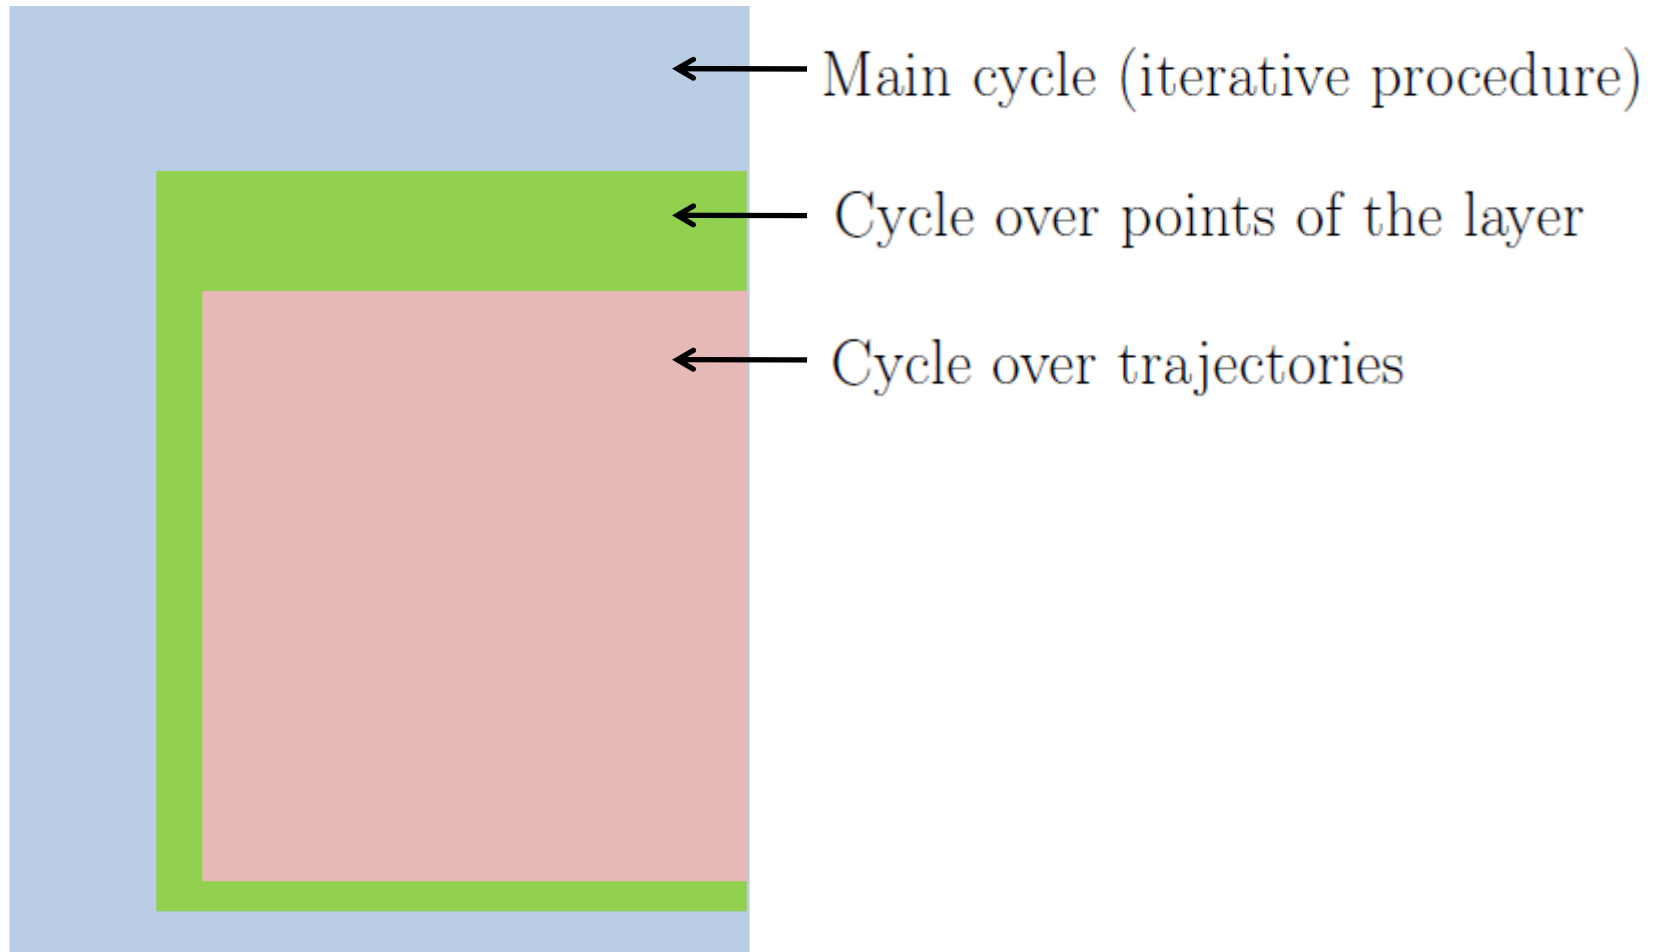 Main cycle (iterative procedure)
Cycle over points of the layer
Cycle over trajectories